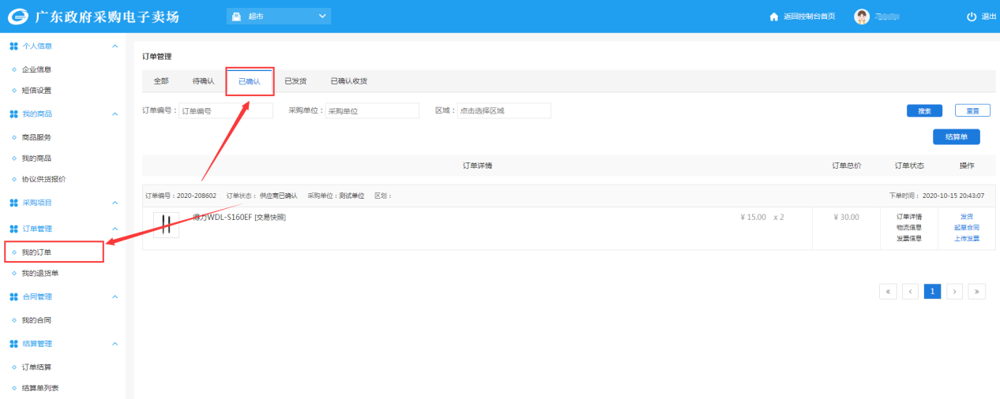 广东政府采购电子卖场
超市
返回控制台首页
退出
个人信息
企业信息
短信设置
我的商品
商品服务
我的商品
协议供货报价
采购项目
订单管理
我的订单
我的退货单
合同管理
我的合同
结算管理
订单结算
结算单列表
订单管理
全部 待确认 已确认 已发货 已确认收货
订单编号： 订单编号 采购单位： 采购单位 区域： 点击选择区域 搜索 重置
结算单
订单详情 订单总价 订单状态 操作
订单编号：2020-208602 订单状态： 供应商已确认 采购单位：测试单位 区划： 下单时间： 2020-10-15 20:43:07
得力WDL-S160EF [交易快照] ¥ 15.00 x 2 ¥ 30.00 订单详情 发货
物流信息 起草合同
发票信息 上传发票
« ‹ 1 › »